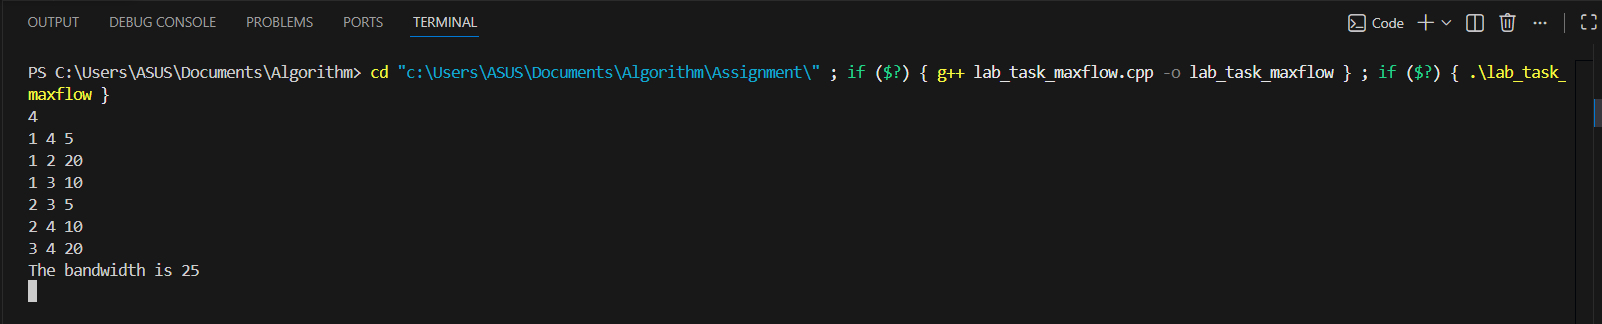 OUTPUT DEBUG CONSOLE PROBLEMS PORTS TERMINAL Code
PS C:\Users\ASUS\Documents\Algorithm> cd "c:\Users\ASUS\Documents\Algorithm\Assignment\" ; if ($?) { g++ lab_task_maxflow.cpp -o lab_task_maxflow } ; if ($?) { .\lab_task_
maxflow }
4
1 4 5
1 2 20
1 3 10
2 3 5
2 4 10
3 4 20
The bandwidth is 25